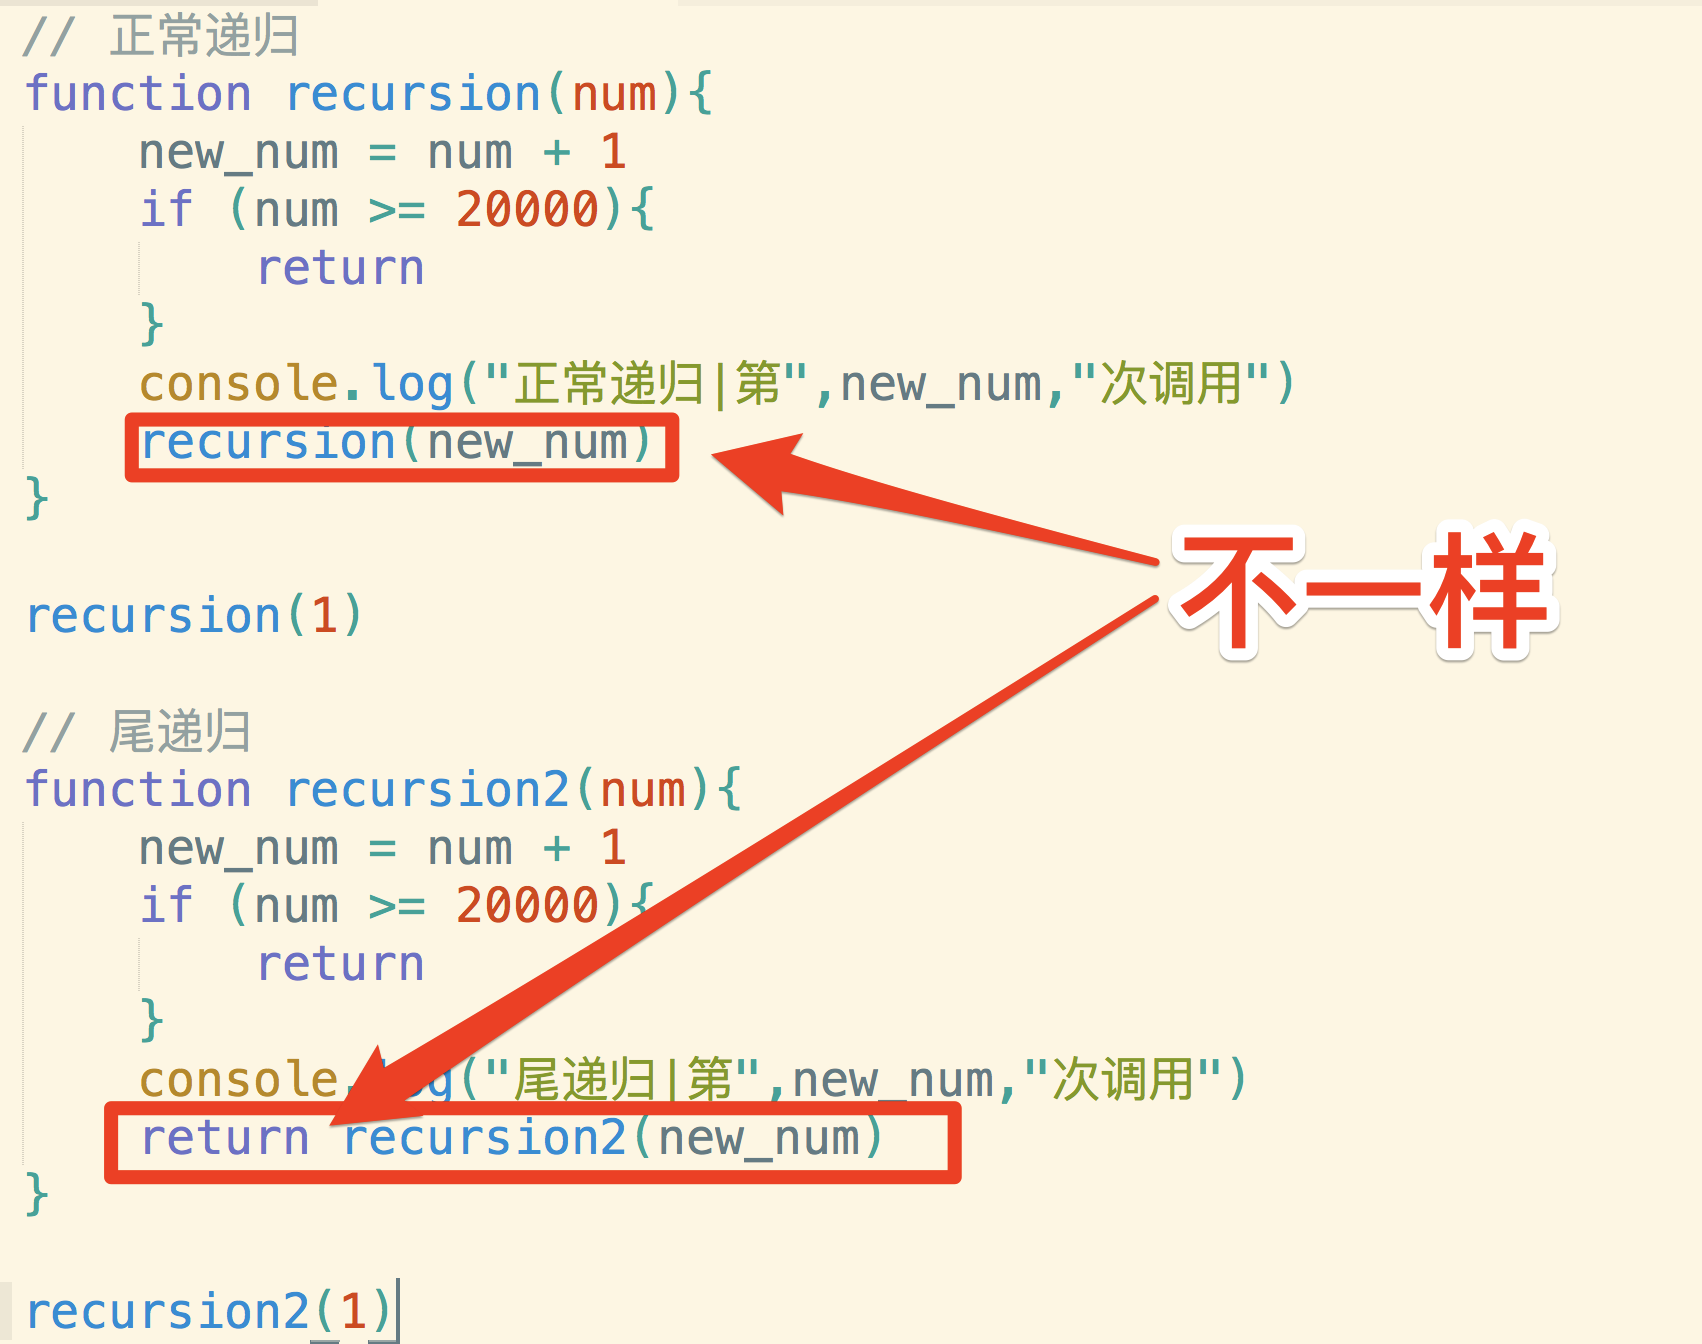 // 正常递归
function recursion(num){
new_num = num + 1
if (num >= 20000){
return
}
console.log("正常递归|第",new_num,"次调用")
recursion(new_num)
}
不一样
recursion(1)
// 尾递归
function recursion2(num){
new_num = num + 1
if (num >= 20000){
return
}
console.log("尾递归|第",new_num,"次调用")
return recursion2(new_num)
}
recursion2(1)